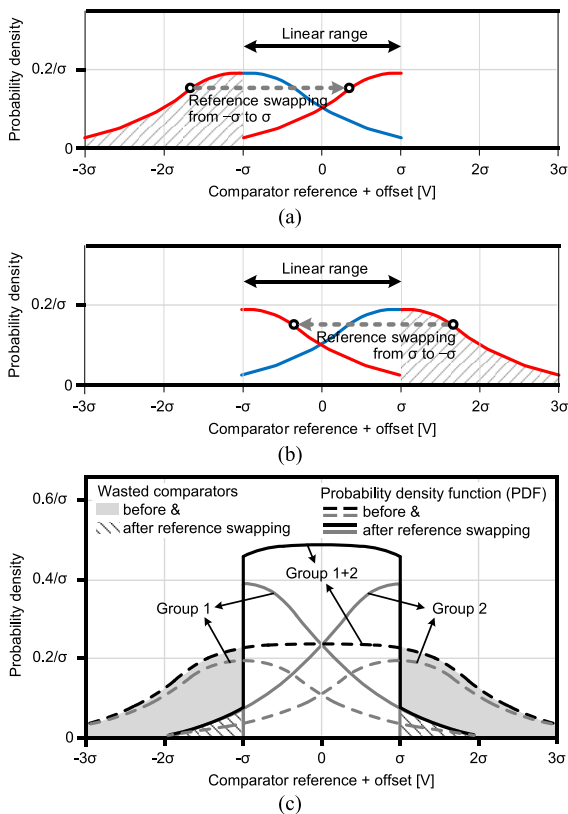 Probability density
Linear range
0.2/σ
Reference swapping
from −σ to σ
0
-3σ -2σ -σ 0 σ 2σ 3σ
Comparator reference + offset [V]
(a)
Probability density
Linear range
0.2/σ
Reference swapping
from σ to −σ
0
-3σ -2σ -σ 0 σ 2σ 3σ
Comparator reference + offset [V]
(b)
Probability density
0.6/σ
Wasted comparators
before &
after reference swapping
Probability density function (PDF)
before &
after reference swapping
0.4/σ
Group 1+2
Group 1
Group 2
0.2/σ
0
-3σ -2σ -σ 0 σ 2σ 3σ
Comparator reference + offset [V]
(c)